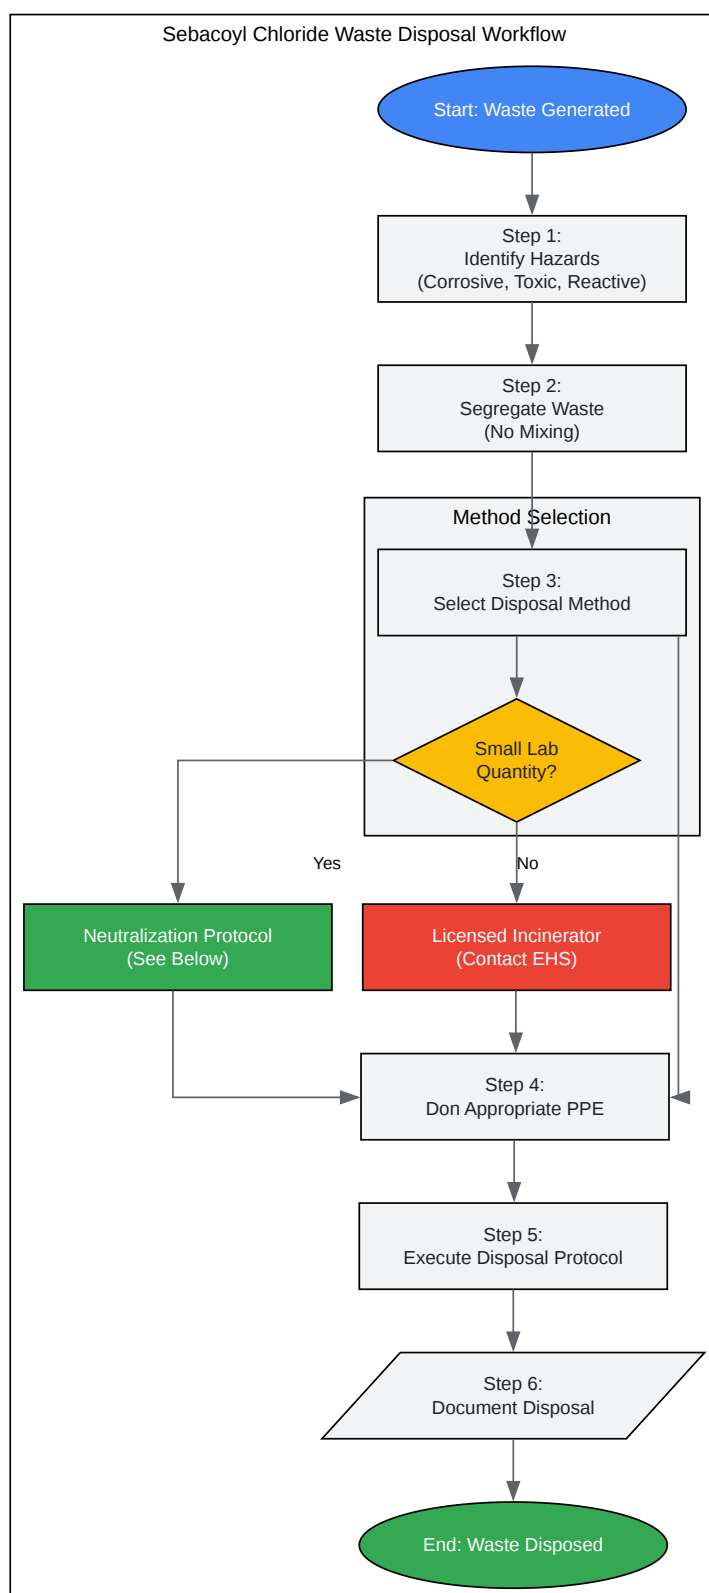 Sebacoyl Chloride Waste Disposal Workflow
Start: Waste Generated
Step 1:
Identify Hazards
(Corrosive, Toxic, Reactive)
Step 2:
Segregate Waste
(No Mixing)
Method Selection
Step 3:
Select Disposal Method
Small Lab
Quantity?
Yes
No
Neutralization Protocol
(See Below)
Licensed Incinerator
(Contact EHS)
Step 4:
Don Appropriate PPE
Step 5:
Execute Disposal Protocol
Step 6:
Document Disposal
End: Waste Disposed